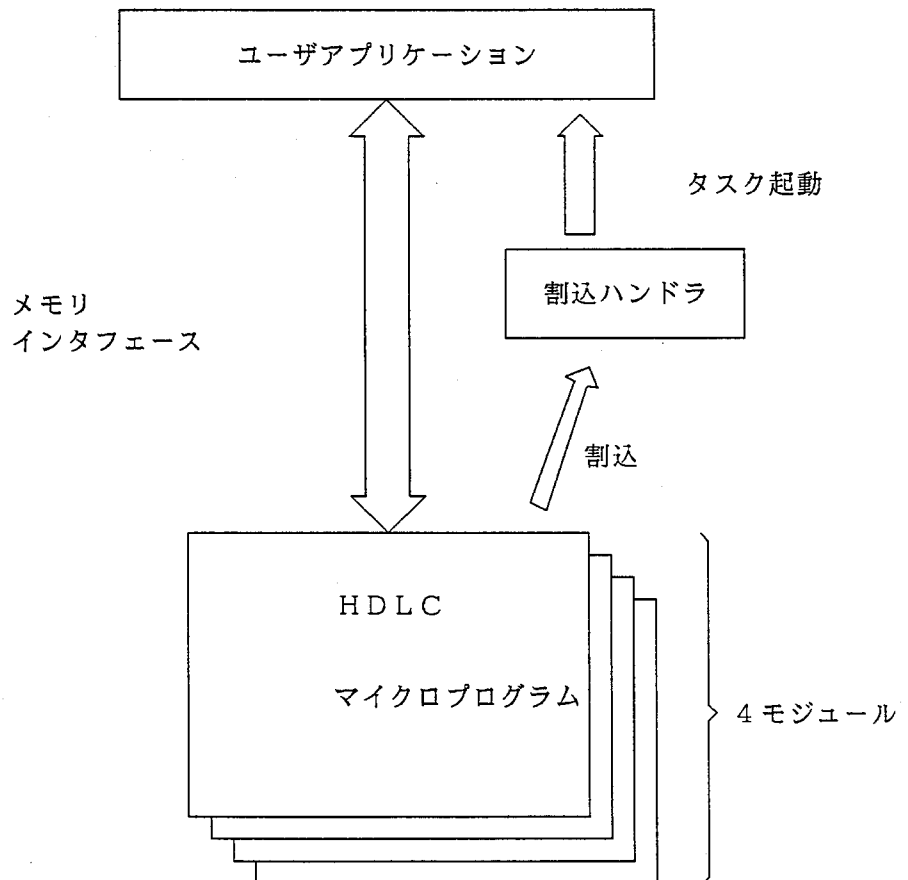 ユーザアプリケーション
タスク起動
割込ハンドラ
メモリ
インタフェース
割込
HDLC
マイクロプログラム
4モジュール